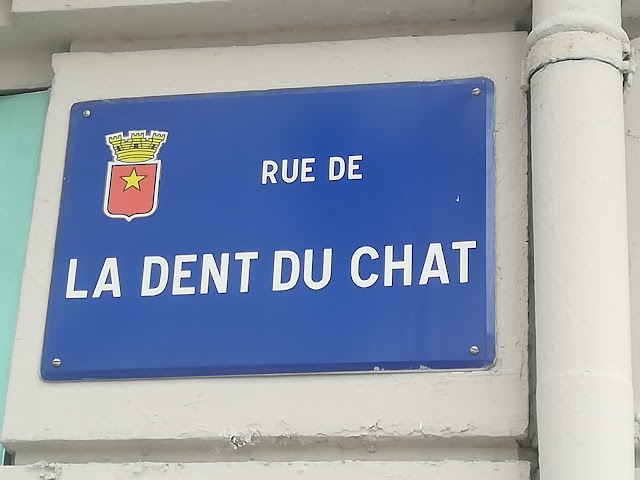 RUE DE
LA DENT DU CHAT